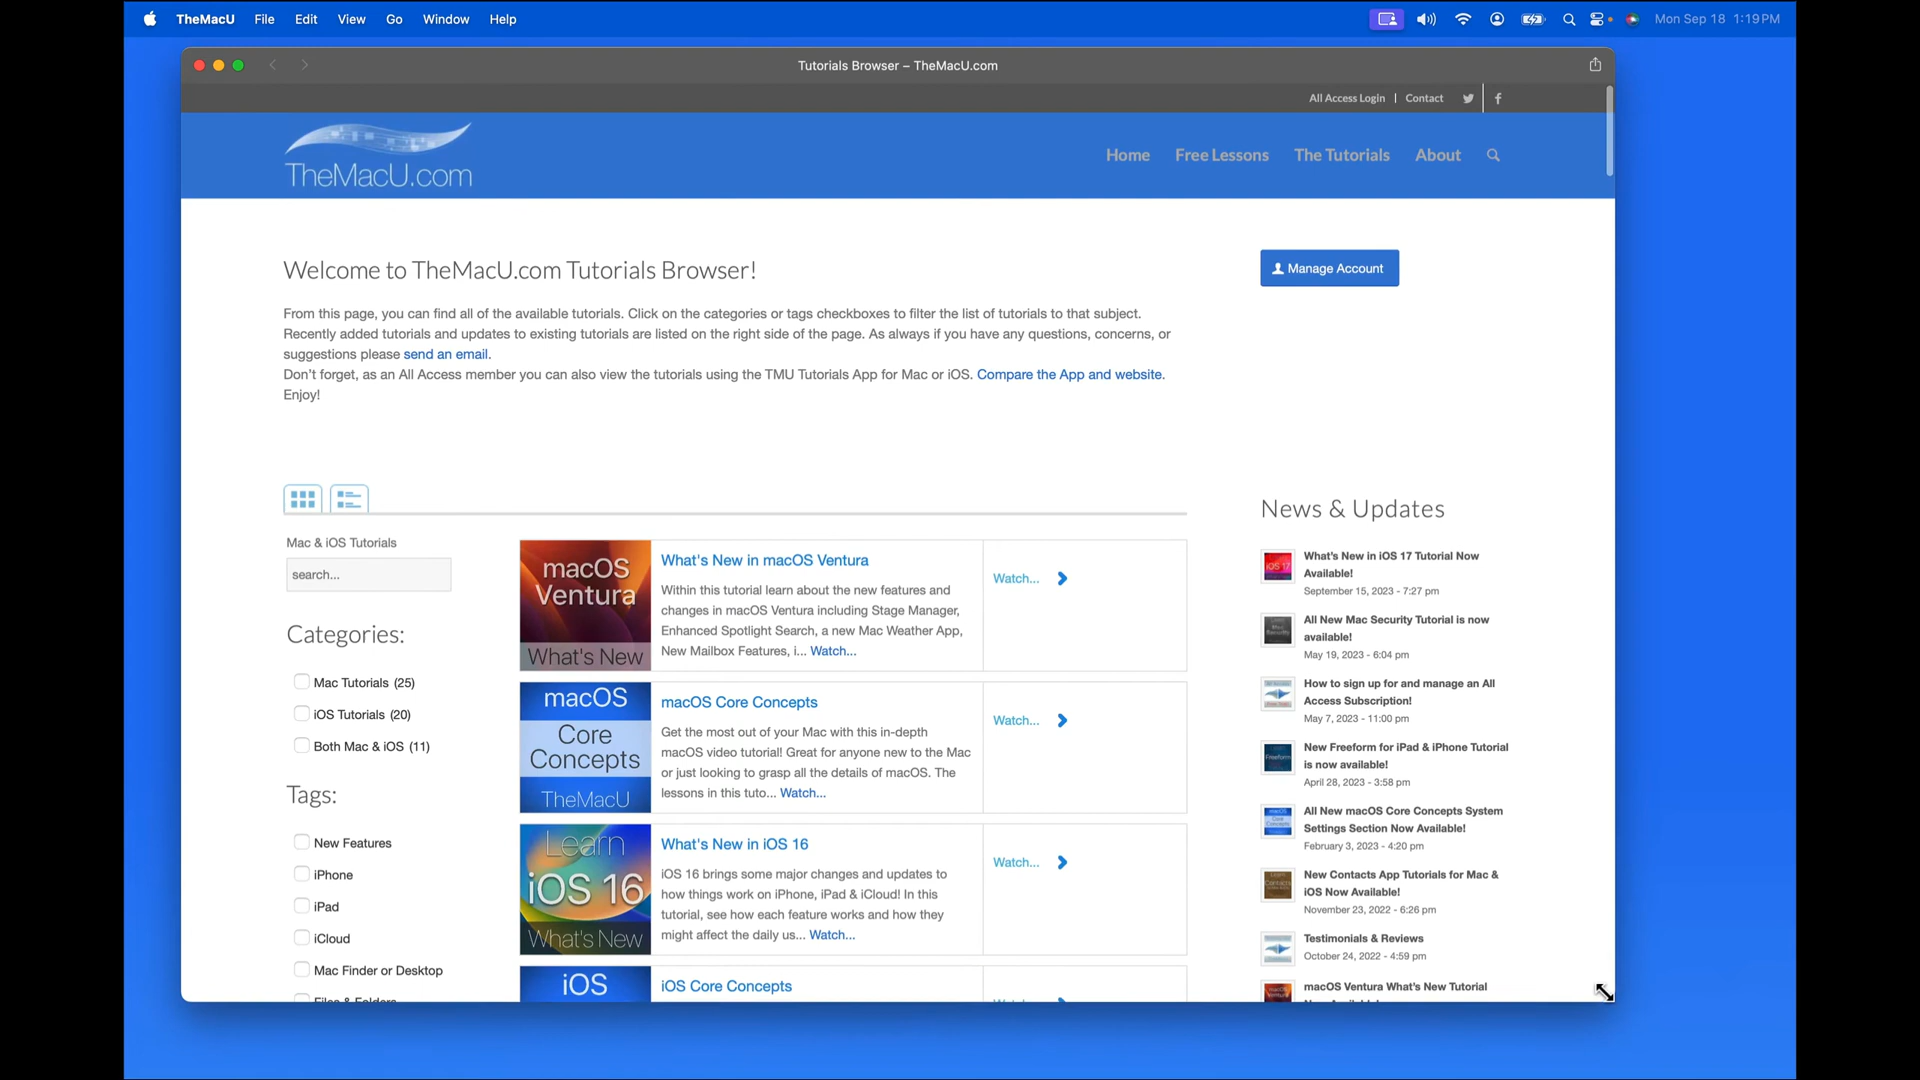 TheMacU File Edit View Go Window Help Mon Sep 18 1:19 PM
Tutorials Browser – TheMacU.com
All Access Login | Contact
TheMacU.com Home Free Lessons The Tutorials About
Welcome to TheMacU.com Tutorials Browser!
Manage Account
From this page, you can find all of the available tutorials. Click on the categories or tags checkboxes to filter the list of tutorials to that subject.
Recently added tutorials and updates to existing tutorials are listed on the right side of the page. As always if you have any questions, concerns, or
suggestions please send an email.
Don't forget, as an All Access member you can also view the tutorials using the TMU Tutorials App for Mac or iOS. Compare the App and website.
Enjoy!
Mac & iOS Tutorials
search...
Categories:
Mac Tutorials (25)
iOS Tutorials (20)
Both Mac & iOS (11)
Tags:
New Features
iPhone
iPad
iCloud
Mac Finder or Desktop
Files & Folders
macOS
Ventura
What's New
What's New in macOS Ventura
Within this tutorial learn about the new features and
changes in macOS Ventura including Stage Manager,
Enhanced Spotlight Search, a new Mac Weather App,
New Mailbox Features, i... Watch...
Watch...
macOS
Core
Concepts
TheMacU
macOS Core Concepts
Get the most out of your Mac with this in-depth
macOS video tutorial! Great for anyone new to the Mac
or just looking to grasp all the details of macOS. The
lessons in this tuto... Watch...
Watch...
Learn
iOS 16
What's New
What's New in iOS 16
iOS 16 brings some major changes and updates to
how things work on iPhone, iPad & iCloud! In this
tutorial, see how each feature works and how they
might affect the daily us... Watch...
Watch...
iOS
iOS Core Concepts
Watch...
News & Updates
iOS 17
What's New in iOS 17 Tutorial Now
Available!
September 15, 2023 - 7:27 pm
All New Mac Security Tutorial is now
available!
May 19, 2023 - 6:04 pm
How to sign up for and manage an All
Access Subscription!
May 7, 2023 - 11:00 pm
New Freeform for iPad & iPhone Tutorial
is now available!
April 28, 2023 - 3:58 pm
All New macOS Core Concepts System
Settings Section Now Available!
February 3, 2023 - 4:20 pm
New Contacts App Tutorials for Mac &
iOS Now Available!
November 23, 2022 - 6:26 pm
Testimonials & Reviews
October 24, 2022 - 4:59 pm
macOS Ventura What's New Tutorial
Now Available!